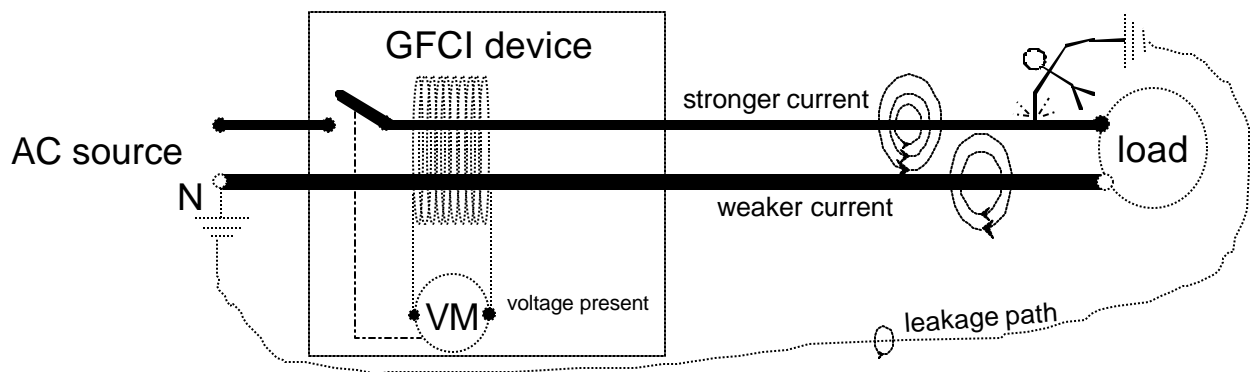 GFCI device
stronger current
AC source
load
N
weaker current
VM
voltage present
leakage path